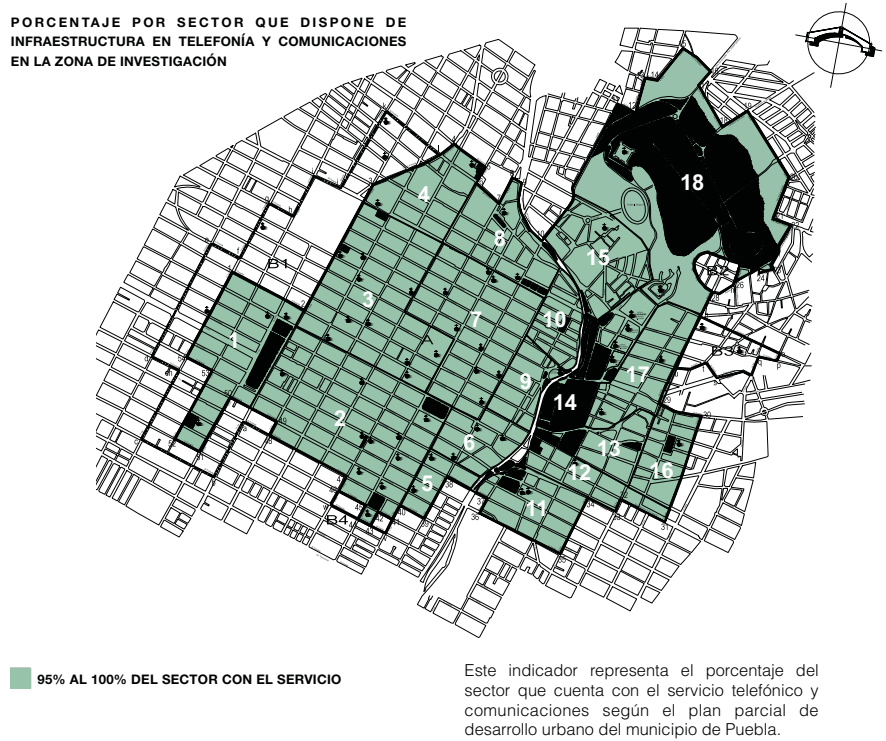 PORCENTAJE POR SECTOR QUE DISPONE DE
INFRAESTRUCTURA EN TELEFONÍA Y COMUNICACIONES
EN LA ZONA DE INVESTIGACIÓN
18
4
8
15
B1
B2
3
7
10
A
B3
1
17
9
14
2
6
13
16
12
5
11
B4
95% AL 100% DEL SECTOR CON EL SERVICIO
Este indicador representa el porcentaje del
sector que cuenta con el servicio telefónico y
comunicaciones según el plan parcial de
desarrollo urbano del municipio de Puebla.